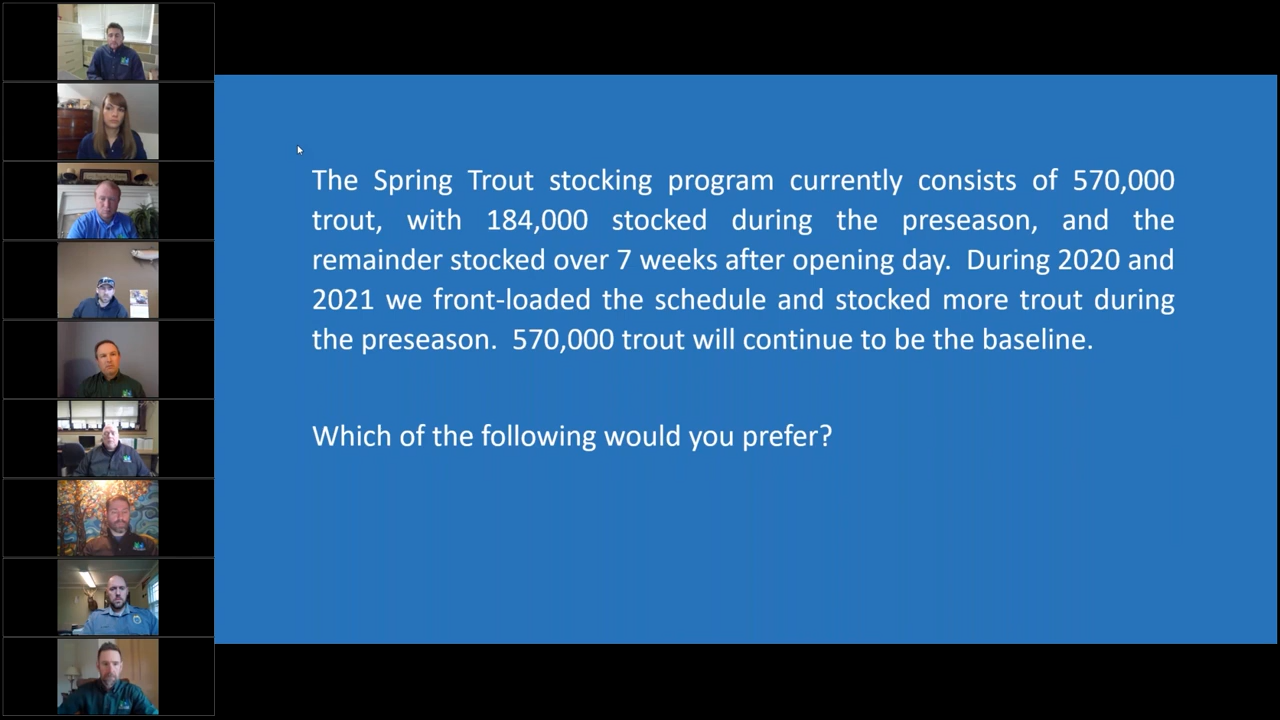 The Spring Trout stocking program currently consists of 570,000
trout, with 184,000 stocked during the preseason, and the
remainder stocked over 7 weeks after opening day. During 2020 and
2021 we front-loaded the schedule and stocked more trout during
the preseason. 570,000 trout will continue to be the baseline.
Which of the following would you prefer?